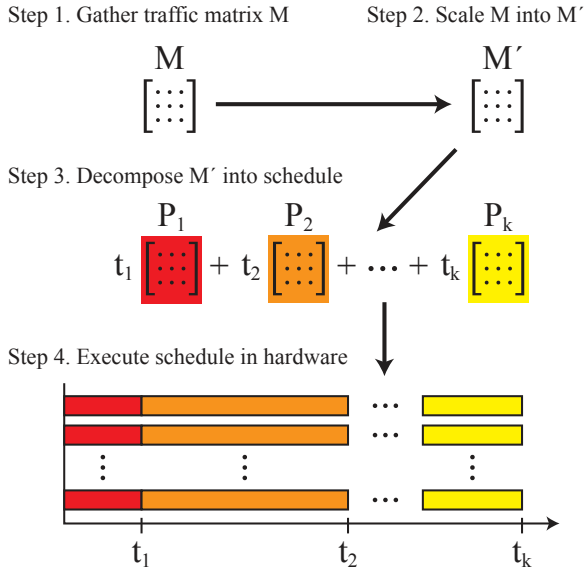 Step 1. Gather traffic matrix M
Step 2. Scale M into M´
M
M´
Step 3. Decompose M´ into schedule
P1 P2 Pk
t1 [⋮⋮⋮] + t2 [⋮⋮⋮] + ... + tk [⋮⋮⋮]
Step 4. Execute schedule in hardware
... 
...
t1 t2 tk